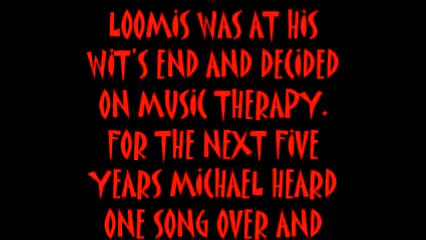 LOOMIS WAS AT HIS
WIT'S END AND DECIDED
ON MUSIC THERAPY.
FOR THE NEXT FIVE
YEARS MICHAEL HEARD
ONE SONG OVER AND